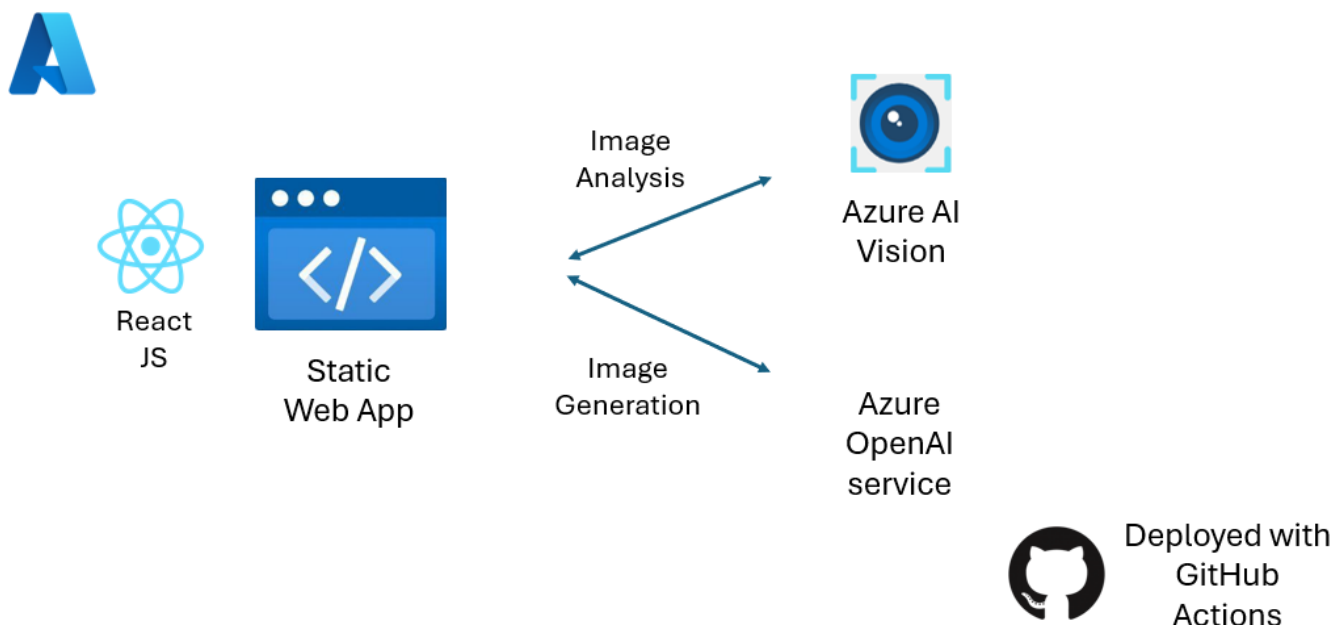 React
JS
Static
Web App
Image
Analysis
Image
Generation
Azure AI
Vision
Azure
OpenAI
service
Deployed with
GitHub
Actions